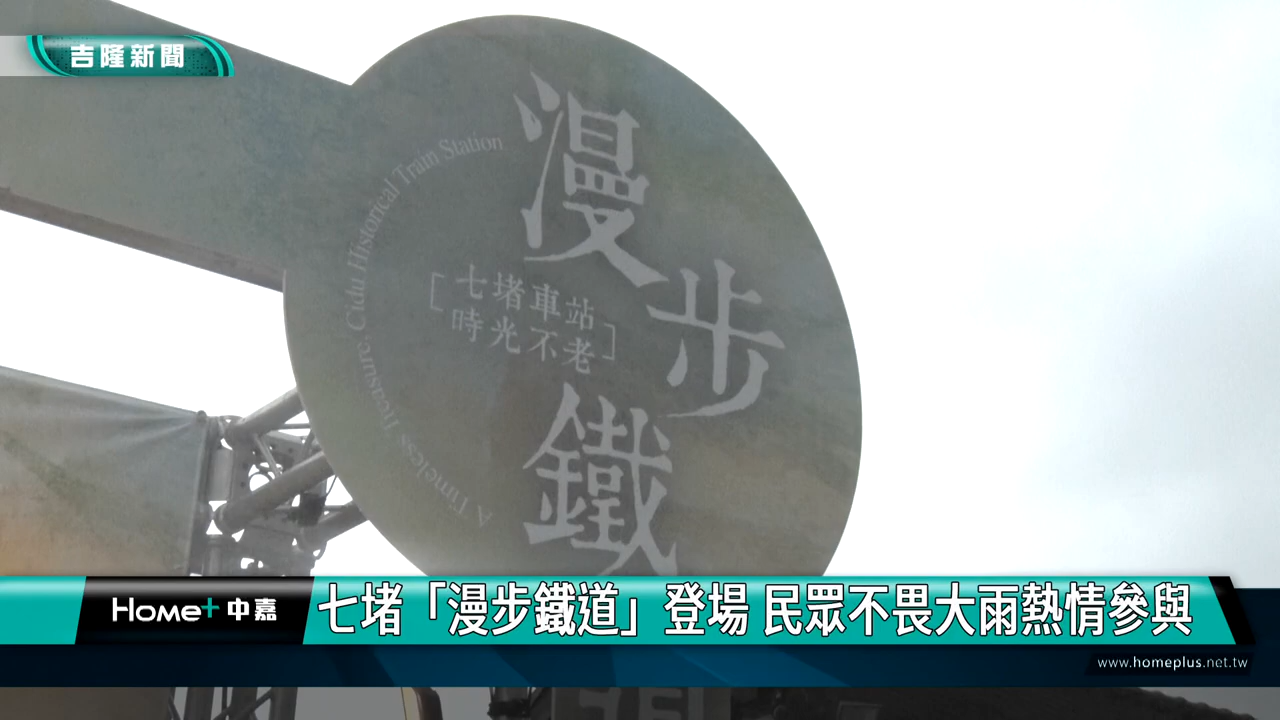 吉隆新聞
漫步鐵
七堵車站
時光不老
A Timeless Treasure, Cidu Historical Train Station
Home+中嘉
七堵「漫步鐵道」登場 民眾不畏大雨熱情參與
www.homeplus.net.tw